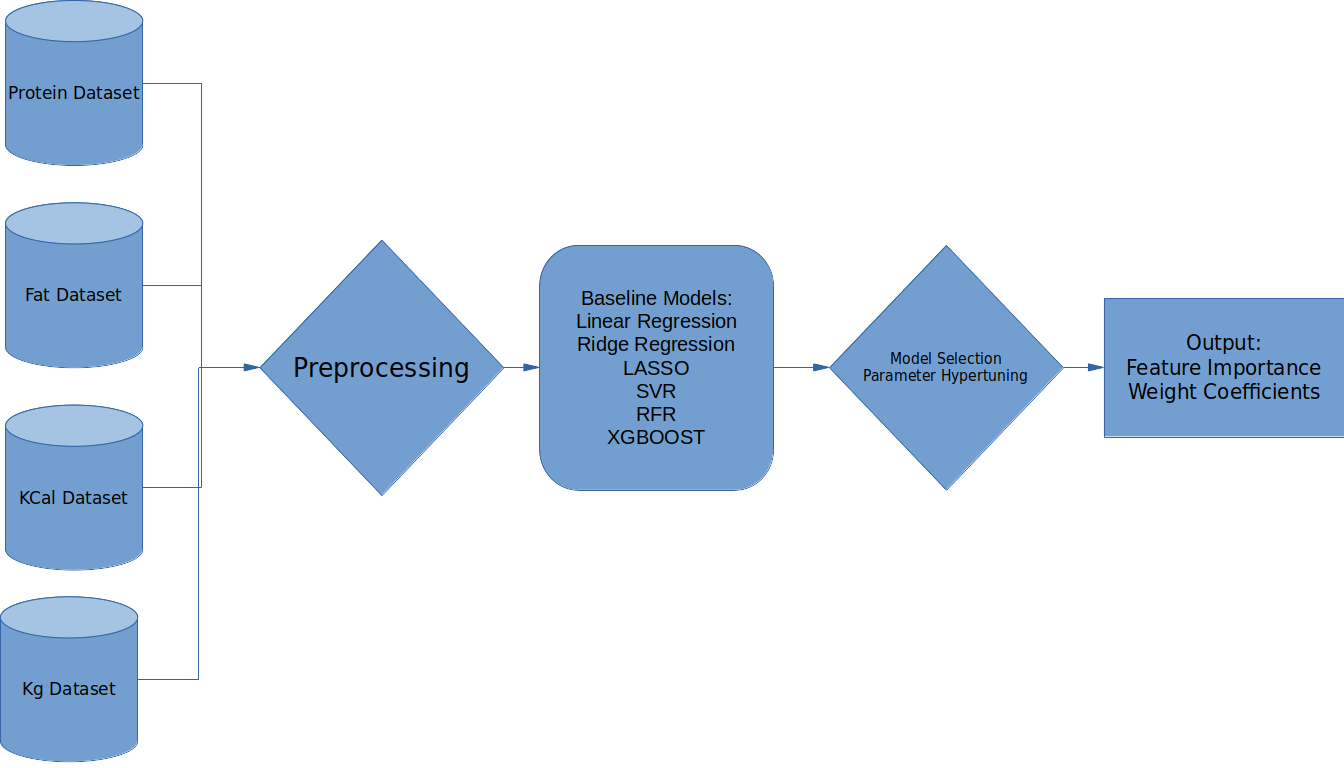 Protein Dataset
Fat Dataset
KCal Dataset
Kg Dataset
Preprocessing
Baseline Models:
Linear Regression
Ridge Regression
LASSO
SVR
RFR
XGBOOST
Model Selection
Parameter Hypertuning
Output:
Feature Importance
Weight Coefficients